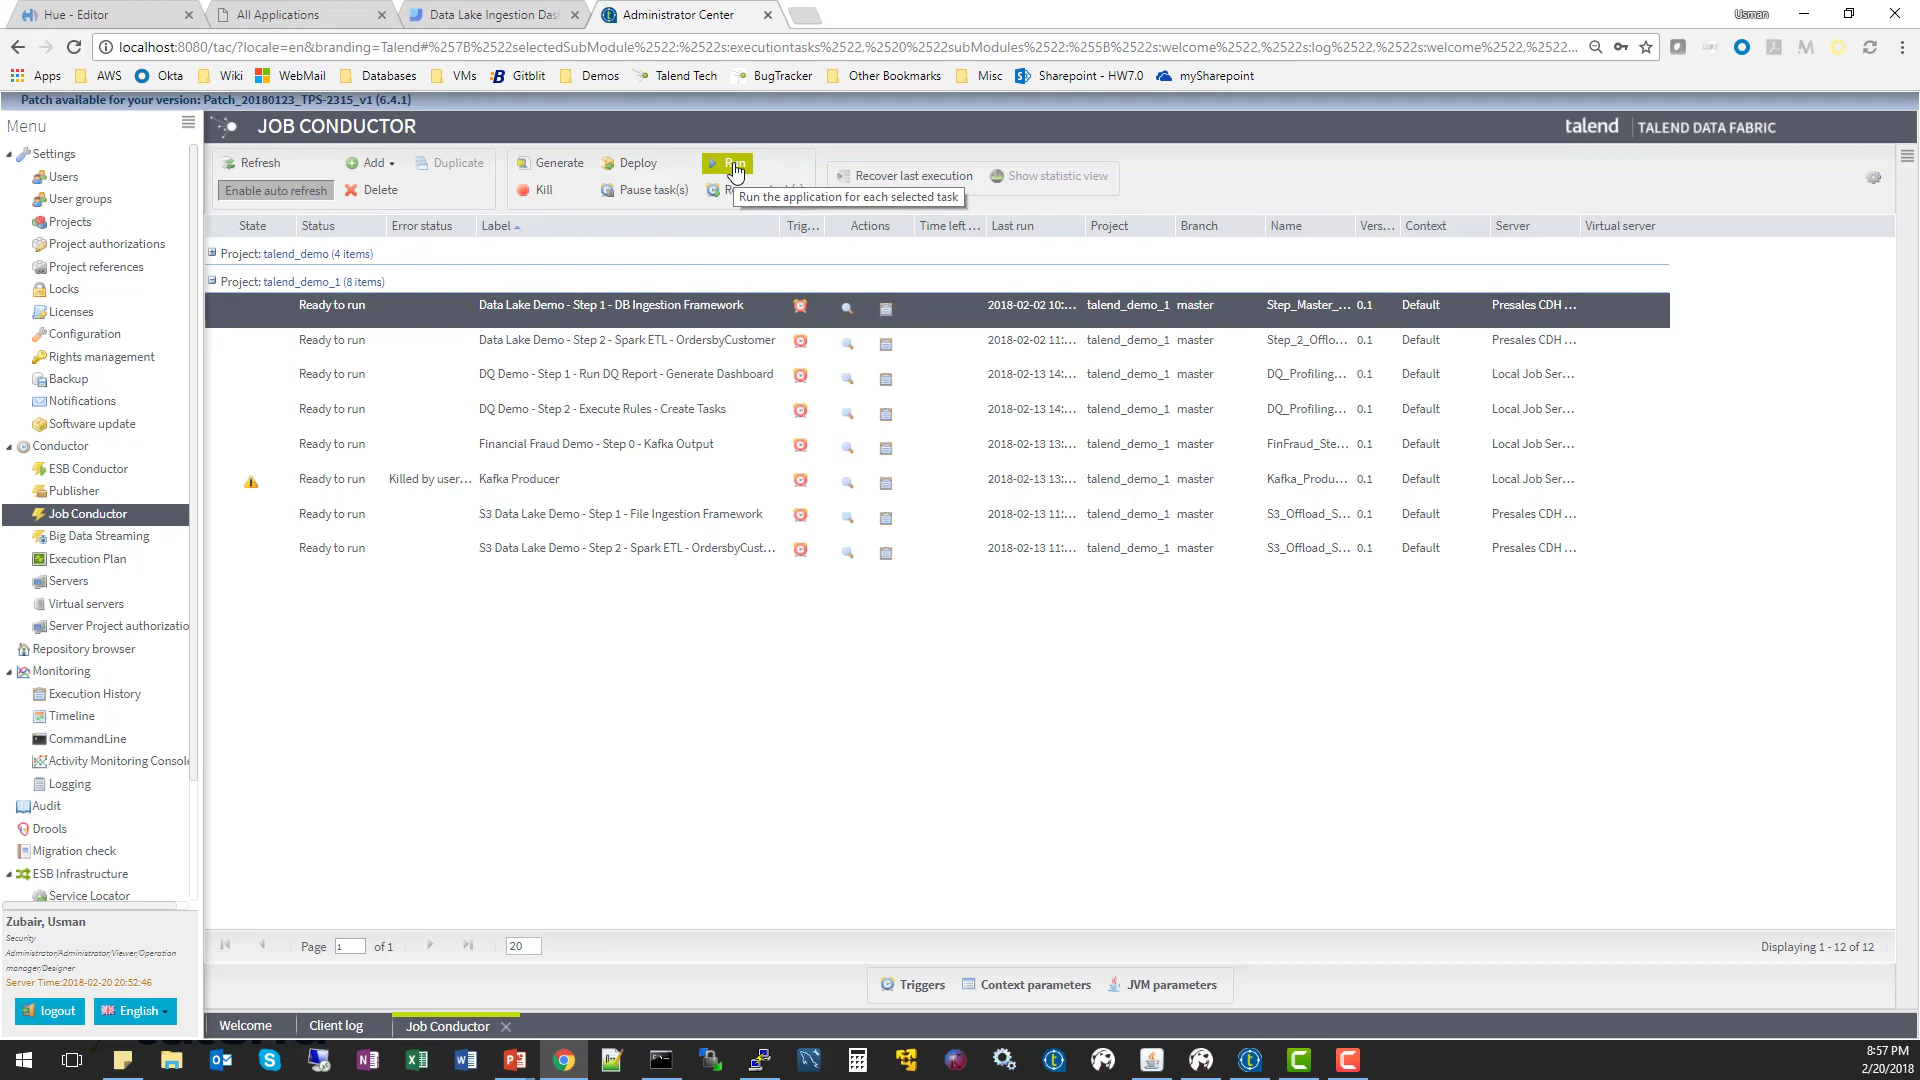 Hue - Editor
All Applications
Data Lake Ingestion Das
Administrator Center
Usman
localhost:8080/tac/?locale=en&branding=Talend#%257B%2522selectedSubModule%2522:%2522s:executiontasks%2522,%2520%2522subModules%2522:%255B%2522s:welcome%2522,%2522s:log%2522,%2522s:welcome%2522,%2522...
Apps AWS Okta Wiki WebMail Databases VMs Gitblit Demos Talend Tech BugTracker Other Bookmarks Misc Sharepoint - HW7.0 mySharepoint
Patch available for your version: Patch_20180123_TPS-2315_v1 (6.4.1)
Menu
Settings
Users
User groups
Projects
Project authorizations
Project references
Locks
Licenses
Configuration
Rights management
Backup
Notifications
Software update
Conductor
ESB Conductor
Publisher
Job Conductor
Big Data Streaming
Execution Plan
Servers
Virtual servers
Server Project authorizatio
Repository browser
Monitoring
Execution History
Timeline
CommandLine
Activity Monitoring Console
Logging
Audit
Drools
Migration check
ESB Infrastructure
Service Locator
Zubair, Usman
Security
Administrator/Administrator/Viewer/Operation
manager/Designer
Server Time:2018-02-20 20:52:46
logout English
JOB CONDUCTOR
talend TALEND DATA FABRIC
Refresh Add Duplicate Generate Deploy Run
Enable auto refresh Delete Kill Pause task(s)
Recover last execution Show statistic view
Run the application for each selected task
State Status Error status Label Trig... Actions Time left ... Last run Project Branch Name Vers... Context Server Virtual server
Project: talend_demo (4 items)
Project: talend_demo_1 (8 items)
Ready to run Data Lake Demo - Step 1 - DB Ingestion Framework 2018-02-02 10:... talend_demo_1 master Step_Master_... 0.1 Default Presales CDH ...
Ready to run Data Lake Demo - Step 2 - Spark ETL - OrdersbyCustomer 2018-02-02 11:... talend_demo_1 master Step_2_Offlo... 0.1 Default Presales CDH ...
Ready to run DQ Demo - Step 1 - Run DQ Report - Generate Dashboard 2018-02-13 14:... talend_demo_1 master DQ_Profiling... 0.1 Default Local Job Ser...
Ready to run DQ Demo - Step 2 - Execute Rules - Create Tasks 2018-02-13 14:... talend_demo_1 master DQ_Profiling... 0.1 Default Local Job Ser...
Ready to run Financial Fraud Demo - Step 0 - Kafka Output 2018-02-13 13:... talend_demo_1 master FinFraud_Ste... 0.1 Default Local Job Ser...
Ready to run Killed by user... Kafka Producer 2018-02-13 13:... talend_demo_1 master Kafka_Produ... 0.1 Default Local Job Ser...
Ready to run S3 Data Lake Demo - Step 1 - File Ingestion Framework 2018-02-13 11:... talend_demo_1 master S3_Offload_S... 0.1 Default Presales CDH ...
Ready to run S3 Data Lake Demo - Step 2 - Spark ETL - OrdersbyCust... 2018-02-13 11:... talend_demo_1 master S3_Offload_S... 0.1 Default Presales CDH ...
Page 1 of 1 20 Displaying 1 - 12 of 12
Triggers Context parameters JVM parameters
Welcome Client log Job Conductor
8:57 PM
2/20/2018